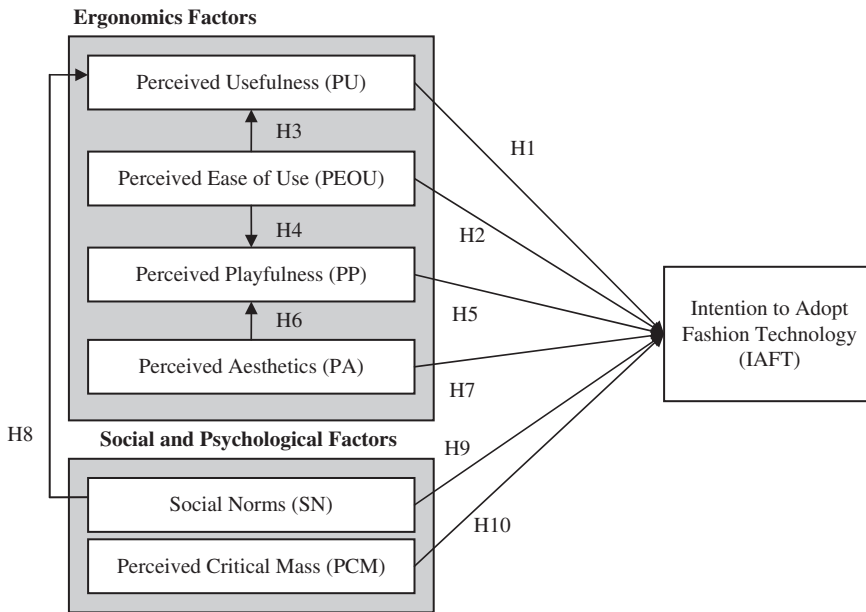 Ergonomics Factors
Perceived Usefulness (PU)
H3
H1
Perceived Ease of Use (PEOU)
H4
H2
Perceived Playfulness (PP)
H6
H5
Perceived Aesthetics (PA)
H7
Intention to Adopt
Fashion Technology
(IAFT)
H8
Social and Psychological Factors
H9
Social Norms (SN)
H10
Perceived Critical Mass (PCM)